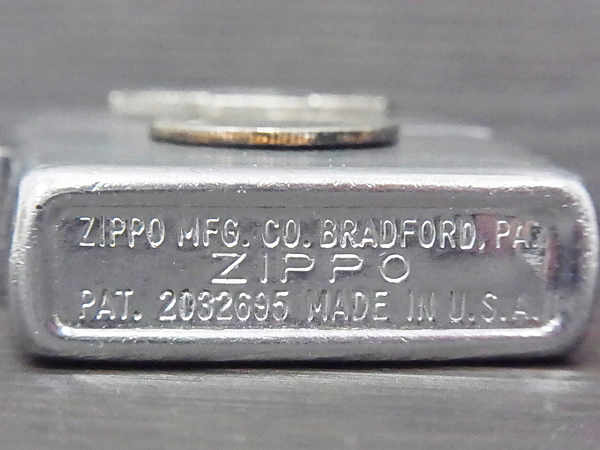 ZIPPO MFG. CO. BRADFORD, PA.
ZIPPO
PAT. 2032695 MADE IN U.S.A.